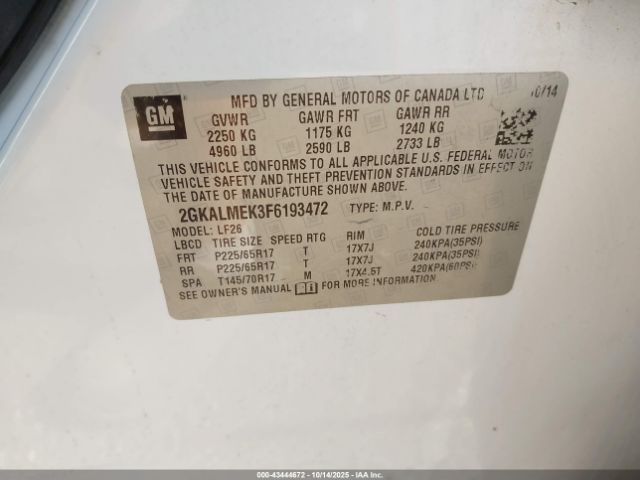 GM
MFD BY GENERAL MOTORS OF CANADA LTD 10/14
GVWR GAWR FRT GAWR RR
2250 KG 1175 KG 1240 KG
4960 LB 2590 LB 2733 LB
THIS VEHICLE CONFORMS TO ALL APPLICABLE U.S. FEDERAL MOTOR
VEHICLE SAFETY AND THEFT PREVENTION STANDARDS IN EFFECT ON
THE DATE OF MANUFACTURE SHOWN ABOVE.
2GKALMEK3F6193472 TYPE: M.P.V.
MODEL: LF26
LBCD TIRE SIZE SPEED RTG RIM COLD TIRE PRESSURE
FRT P225/65R17 T 17X7J 240KPA(35PSI)
RR P225/65R17 T 17X7J 240KPA(35PSI)
SPA T145/70R17 M 17X4.5T 420KPA(60PSI)
SEE OWNER'S MANUAL FOR MORE INFORMATION.
000-43444672 - 10/14/2025 - IAA Inc.